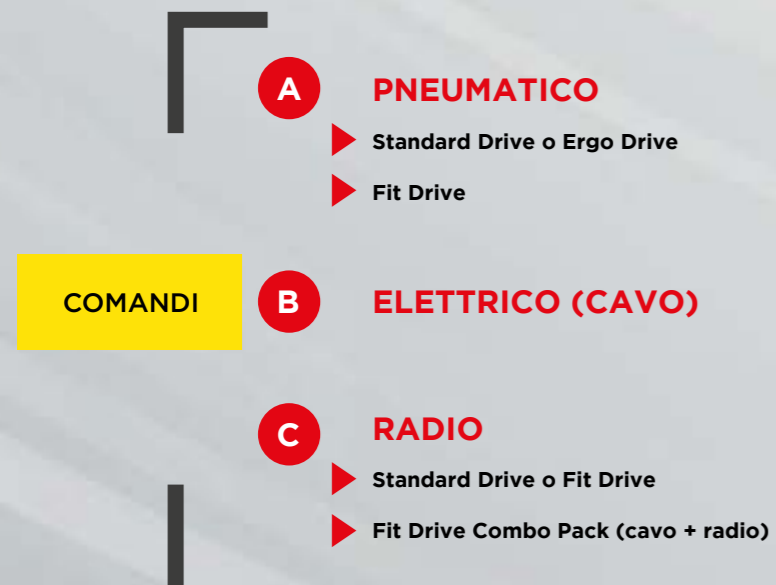 A PNEUMATICO
Standard Drive o Ergo Drive
Fit Drive
COMANDI
B ELETTRICO (CAVO)
C RADIO
Standard Drive o Fit Drive
Fit Drive Combo Pack (cavo + radio)